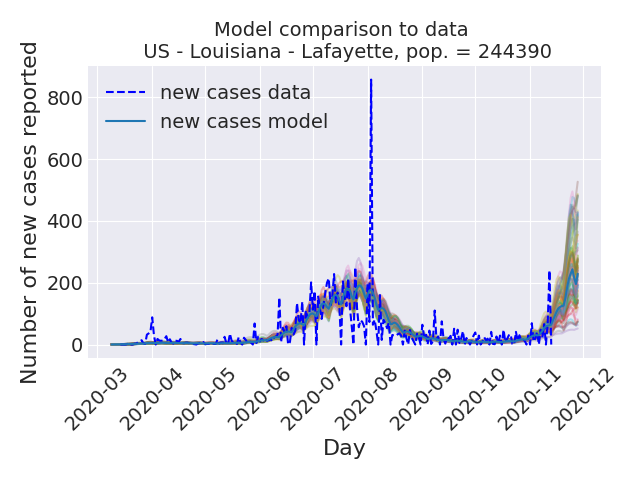 Model comparison to data
US - Louisiana - Lafayette, pop. = 244390
Number of new cases reported
800
600
400
200
0
new cases data
new cases model
2020-03
2020-04
2020-05
2020-06
2020-07
2020-08
2020-09
2020-10
2020-11
2020-12
Day